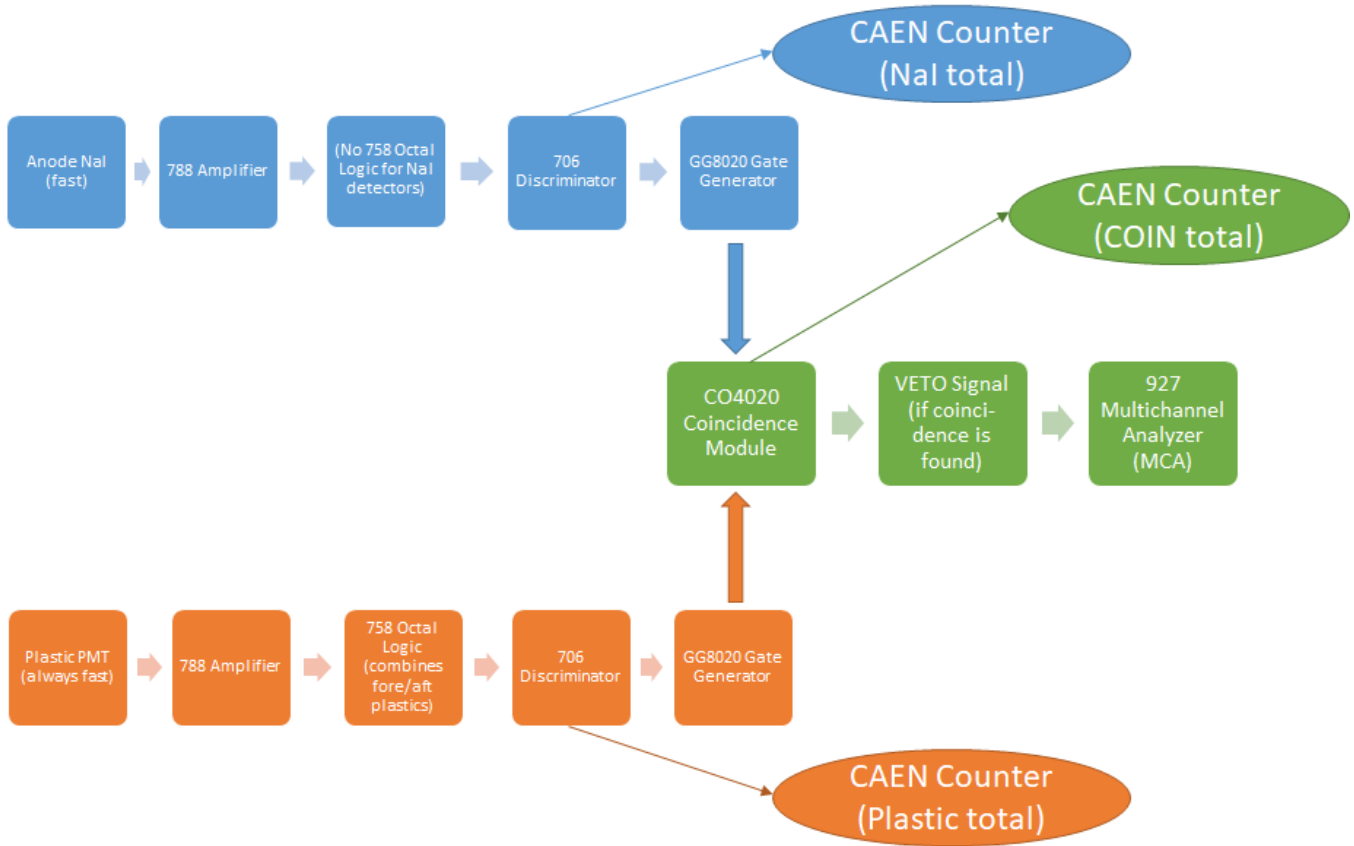 CAEN Counter
(NaI total)
Anode NaI
(fast)
788 Amplifier
(No 758 Octal
Logic for NaI
detectors)
706
Discriminator
GG8020 Gate
Generator
CAEN Counter
(COIN total)
CO4020
Coincidence
Module
VETO Signal
(if coinci-
dence is
found)
927
Multichannel
Analyzer
(MCA)
Plastic PMT
(always fast)
788 Amplifier
758 Octal
Logic
(combines
fore/aft
plastics)
706
Discriminator
GG8020 Gate
Generator
CAEN Counter
(Plastic total)